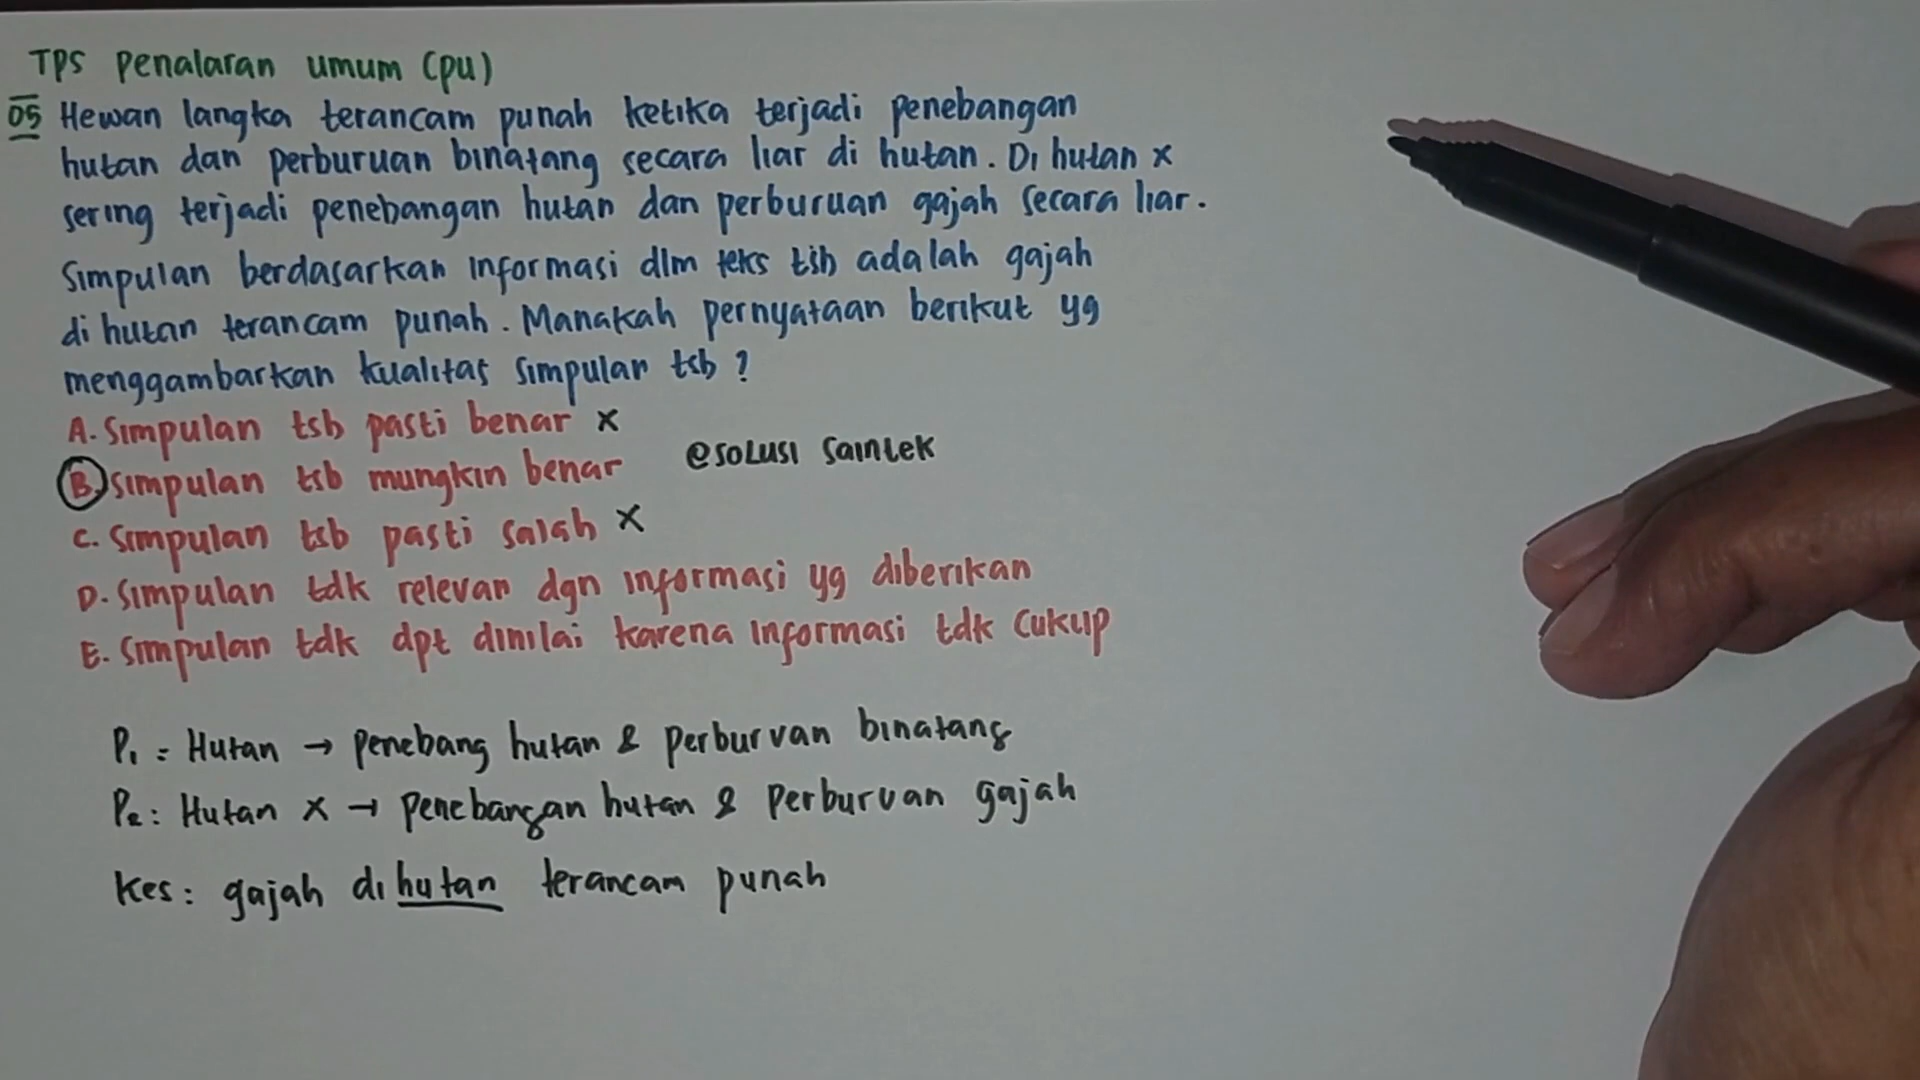 TPS Penalaran umum (PU)
05 Hewan langka terancam punah ketika terjadi penebangan
hutan dan perburuan binatang secara liar di hutan. Di hutan x
sering terjadi penebangan hutan dan perburuan gajah secara liar.
Simpulan berdasarkan informasi dlm teks tsb adalah gajah
di hutan terancam punah. Manakah pernyataan berikut yg
menggambarkan kualitas simpulan tsb?
A. Simpulan tsb pasti benar x
B. Simpulan tsb mungkin benar @solusi saintek
C. Simpulan tsb pasti salah x
D. Simpulan tdk relevan dgn informasi yg diberikan
E. Simpulan tdk dpt dinilai karena informasi tdk cukup
P1 = Hutan → penebang hutan & perburuan binatang
P2 : Hutan x → penebangan hutan & perburuan gajah
Kes : gajah di hutan terancam punah